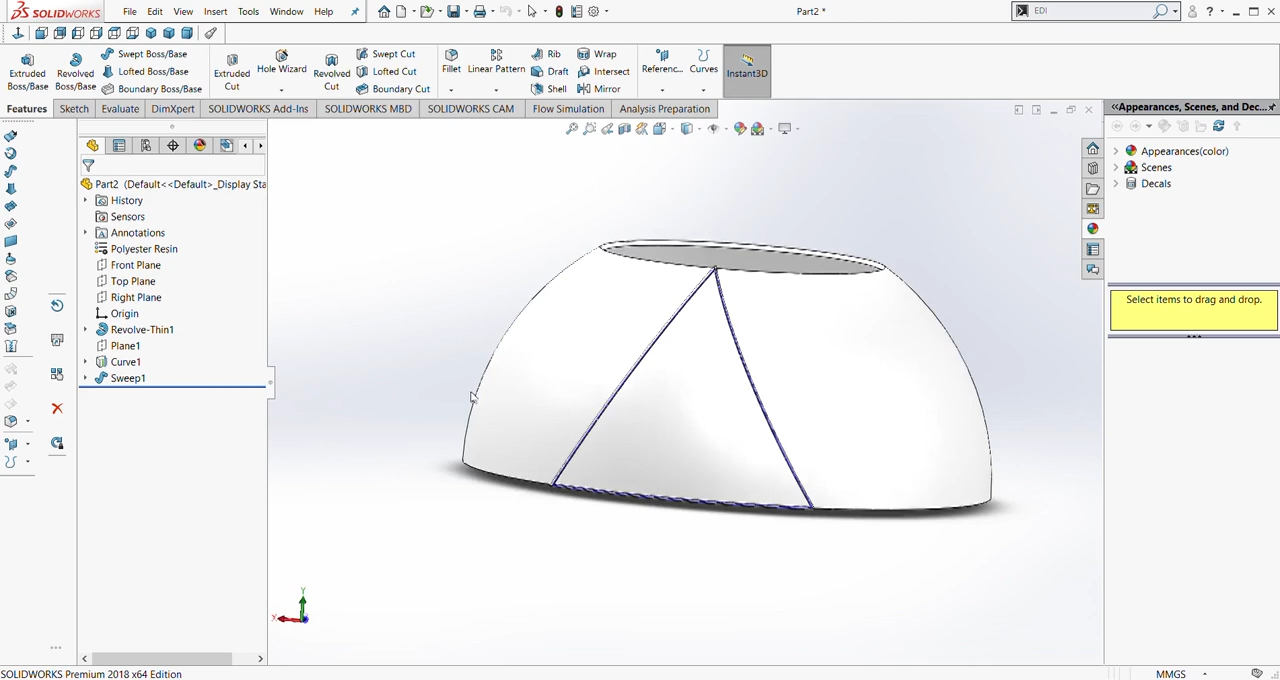 SOLIDWORKS File Edit View Insert Tools Window Help Part2 * EDI
Extruded Boss/Base
Revolved Boss/Base
Swept Boss/Base
Lofted Boss/Base
Boundary Boss/Base
Extruded Cut
Hole Wizard
Revolved Cut
Swept Cut
Lofted Cut
Boundary Cut
Fillet
Linear Pattern
Rib
Draft
Shell
Wrap
Intersect
Mirror
Referenc...
Curves
Instant3D
Features Sketch Evaluate DimXpert SOLIDWORKS Add-Ins SOLIDWORKS MBD SOLIDWORKS CAM Flow Simulation Analysis Preparation
Part2 (Default<<Default>_Display Sta
History
Sensors
Annotations
Polyester Resin
Front Plane
Top Plane
Right Plane
Origin
Revolve-Thin1
Plane1
Curve1
Sweep1
Y
X
Appearances, Scenes, and Dec...
Appearances(color)
Scenes
Decals
Select items to drag and drop.
SOLIDWORKS Premium 2018 x64 Edition
MMGS